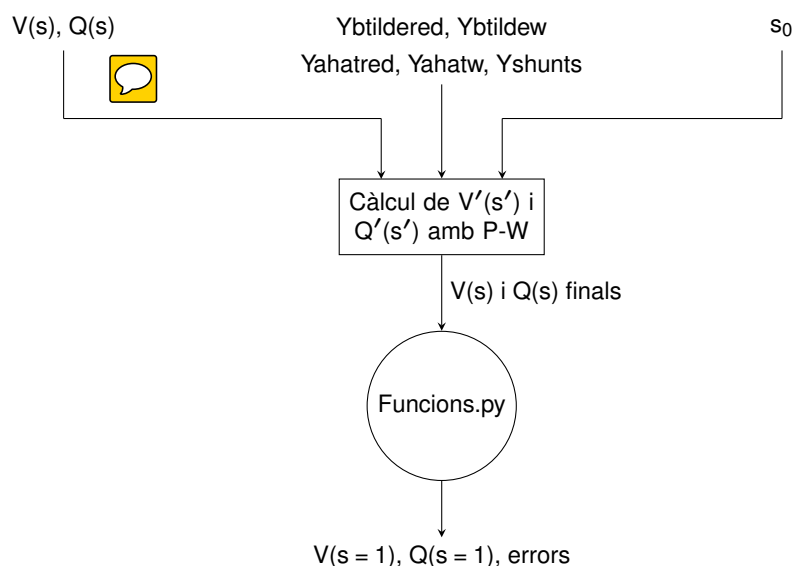 V(s), Q(s)
Ybtildered, Ybtildew
s₀
Yahatred, Yahatw, Yshunts
Càlcul de V′(s′) i
Q′(s′) amb P-W
V(s) i Q(s) finals
Funcions.py
V(s = 1), Q(s = 1), errors